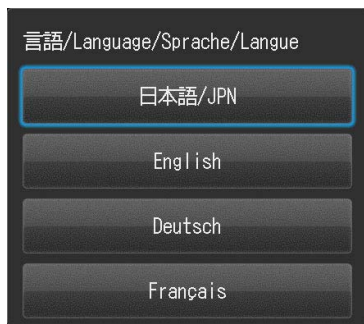 言語/Language/Sprache/Langue
日本語/JPN
English
Deutsch
Français